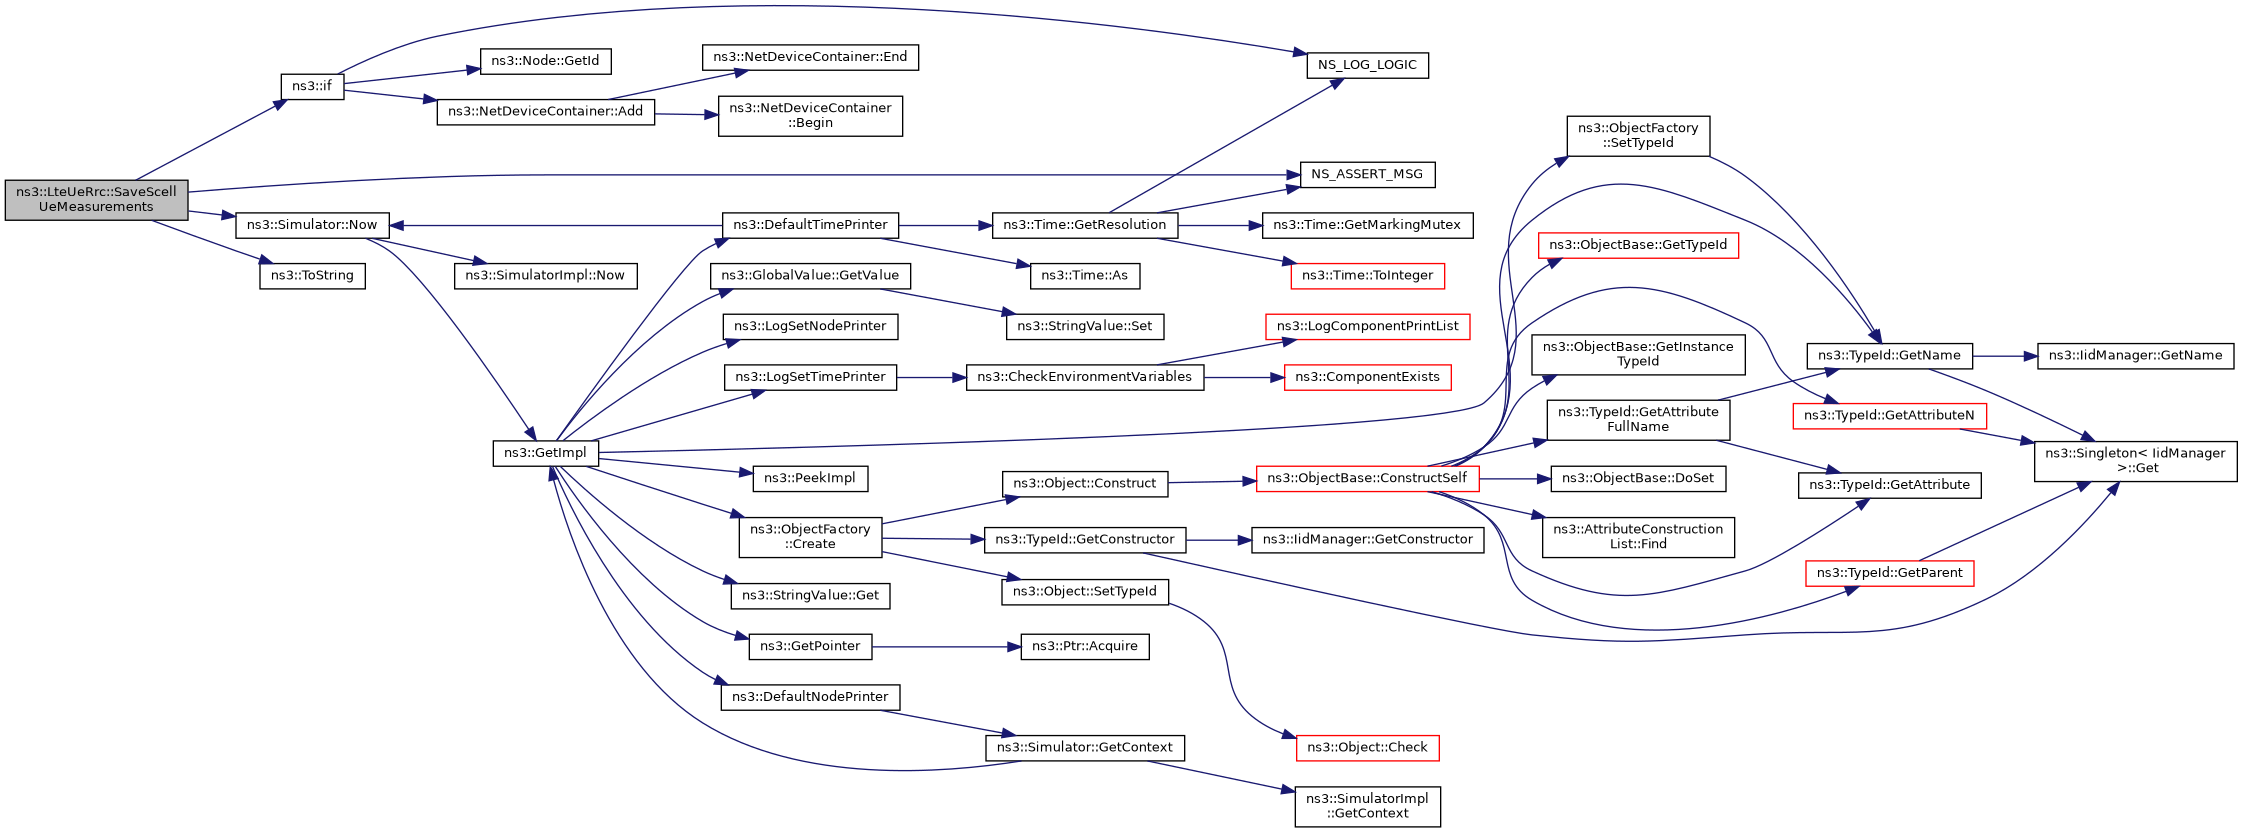 ns3::LteUeRrc::SaveScell
UeMeasurements
ns3::if
ns3::Simulator::Now
ns3::ToString
ns3::Node::GetId
ns3::NetDeviceContainer::Add
ns3::SimulatorImpl::Now
ns3::GetImpl
ns3::NetDeviceContainer::End
ns3::NetDeviceContainer
::Begin
ns3::DefaultTimePrinter
ns3::GlobalValue::GetValue
ns3::LogSetNodePrinter
ns3::LogSetTimePrinter
ns3::PeekImpl
ns3::ObjectFactory
::Create
ns3::StringValue::Get
ns3::GetPointer
ns3::DefaultNodePrinter
ns3::Time::GetResolution
ns3::Time::As
ns3::StringValue::Set
ns3::CheckEnvironmentVariables
ns3::Object::Construct
ns3::TypeId::GetConstructor
ns3::Object::SetTypeId
ns3::Ptr::Acquire
ns3::Simulator::GetContext
NS_LOG_LOGIC
NS_ASSERT_MSG
ns3::Time::GetMarkingMutex
ns3::Time::ToInteger
ns3::LogComponentPrintList
ns3::ComponentExists
ns3::ObjectBase::ConstructSelf
ns3::IidManager::GetConstructor
ns3::Object::Check
ns3::SimulatorImpl
::GetContext
ns3::ObjectFactory
::SetTypeId
ns3::ObjectBase::GetTypeId
ns3::ObjectBase::GetInstance
TypeId
ns3::TypeId::GetAttribute
FullName
ns3::ObjectBase::DoSet
ns3::AttributeConstruction
List::Find
ns3::TypeId::GetName
ns3::TypeId::GetAttributeN
ns3::TypeId::GetAttribute
ns3::TypeId::GetParent
ns3::IidManager::GetName
ns3::Singleton< IidManager
>::Get